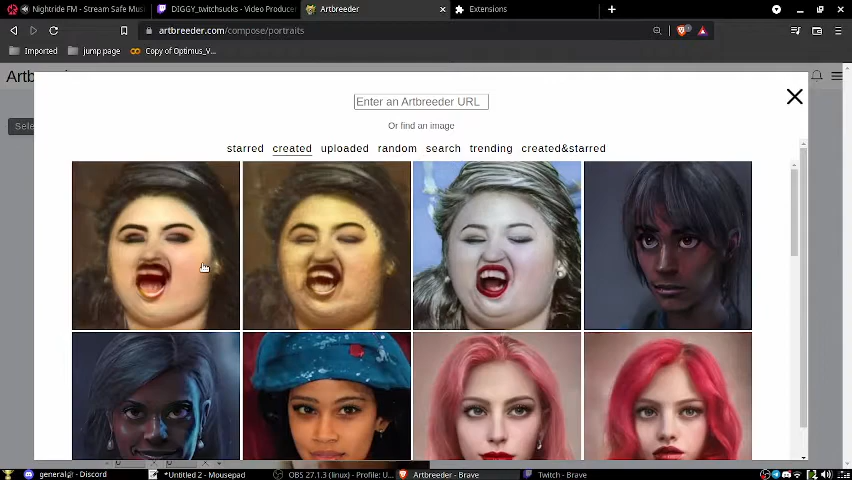 Nightride FM - Stream Safe Music
DIGGY_twitchsucks - Video Producer
Artbreeder
Extensions
artbreeder.com/compose/portraits
Imported
jump page
Copy of Optimus_V...
Enter an Artbreeder URL
Or find an image
starred created uploaded random search trending created&starred
general - Discord
*Untitled 2 - Mousepad
OBS 27.1.3 (linux) - Profile: U...
Artbreeder - Brave
Twitch - Brave